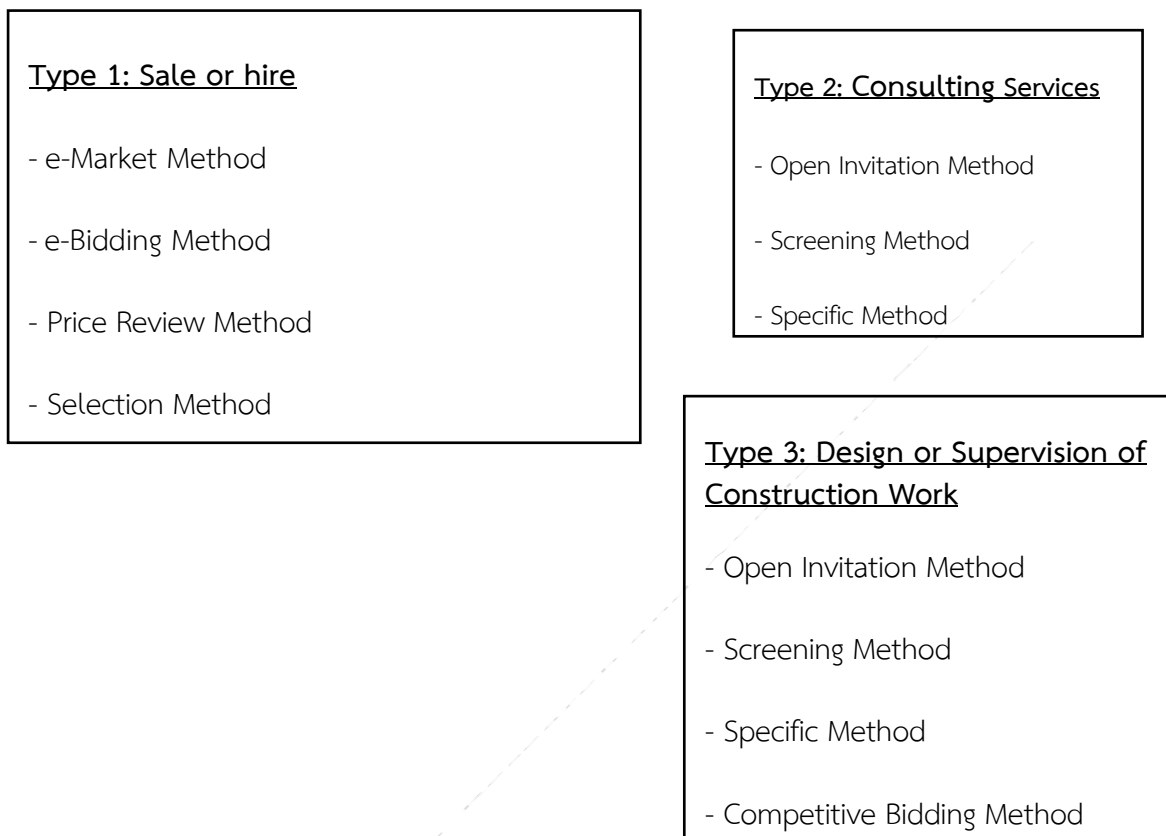 Type 1: Sale or hire
- e-Market Method
- e-Bidding Method
- Price Review Method
- Selection Method
Type 2: Consulting Services
- Open Invitation Method
- Screening Method
- Specific Method
Type 3: Design or Supervision of
Construction Work
- Open Invitation Method
- Screening Method
- Specific Method
- Competitive Bidding Method